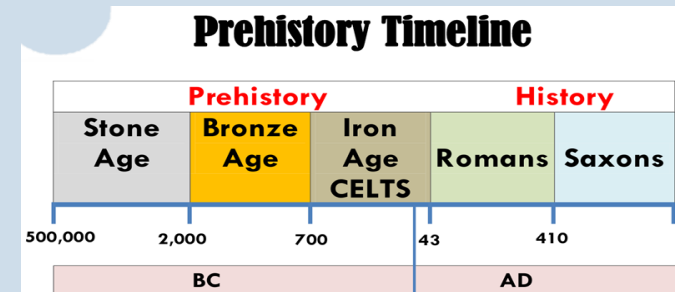 Prehistory Timeline
Prehistory History
Stone Age
Bronze Age
Iron Age CELTS
Romans
Saxons
500,000 2,000 700 43 410
BC AD